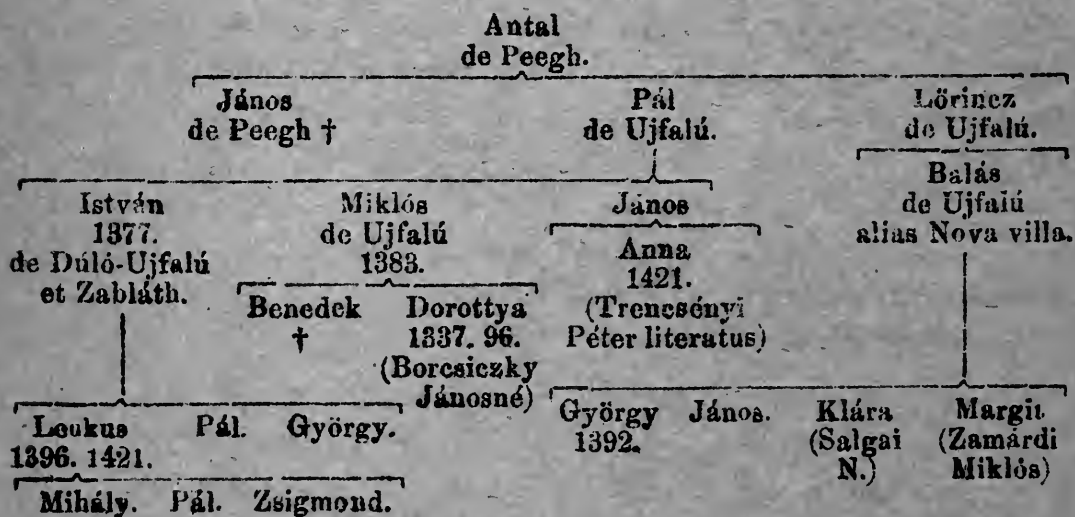 Antal
de Peegh.
János Pál Lőrincz
de Peegh † de Ujfalú. de Ujfalú.
István Miklós János Balás
1377. de Ujfalú Anna de Ujfalú
de Dúló-Ujfalú 1383. 1421. alias Nova villa.
et Zabláth. Benedek Dorottya (Trencsényi
† 1337. 96. Péter literatus)
(Borcsiczky
Jánosné)
Leukus Pál. György. György János. Klára Margit
1396. 1421. 1392. (Salgai (Zamárdi
N.) Miklós)
Mihály. Pál. Zsigmond.